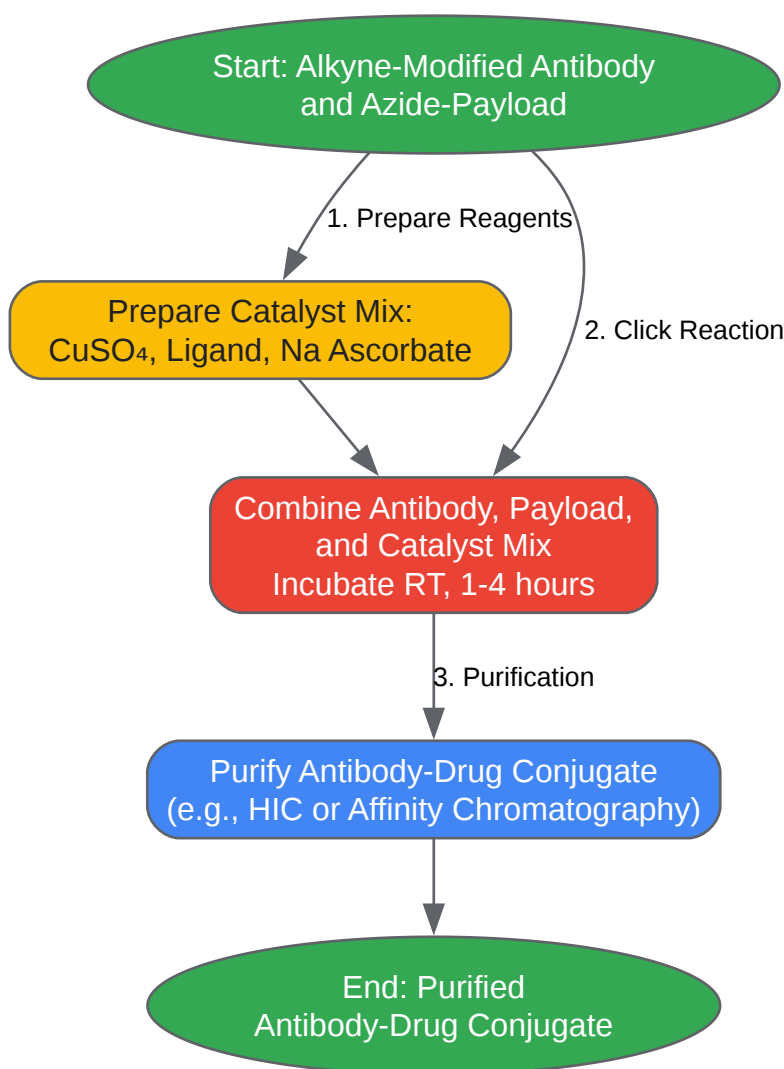 Start: Alkyne-Modified Antibody
and Azide-Payload
1. Prepare Reagents
Prepare Catalyst Mix:
CuSO₄, Ligand, Na Ascorbate
2. Click Reaction
Combine Antibody, Payload,
and Catalyst Mix
Incubate RT, 1-4 hours
3. Purification
Purify Antibody-Drug Conjugate
(e.g., HIC or Affinity Chromatography)
End: Purified
Antibody-Drug Conjugate